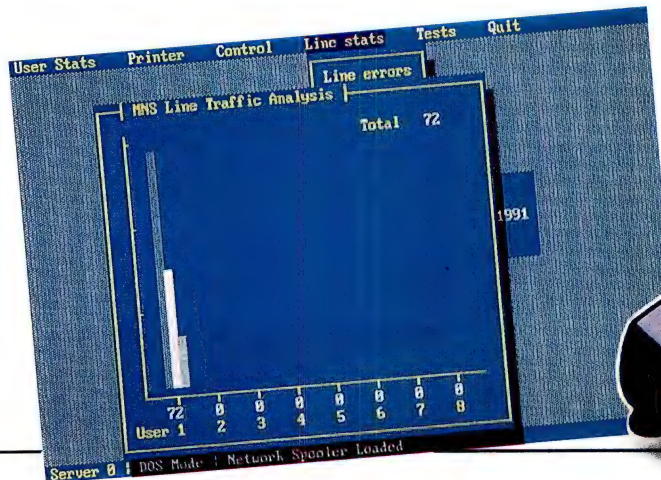 User Stats Printer Control Line stats Tests Quit
Line errors
MNS Line Traffic Analysis
Total 72
1991
72 0 0 0 0 0 0 0
User 1 2 3 4 5 6 7 8
Server 0 | DOS Mode | Network Spooler Loaded